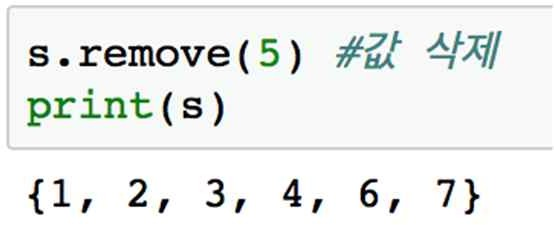 s.remove(5) #값 삭제
print(s)
{1, 2, 3, 4, 6, 7}